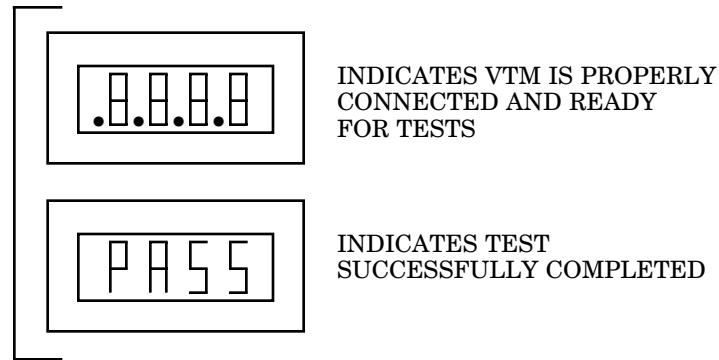 .8.8.8.8
INDICATES VTM IS PROPERLY
CONNECTED AND READY
FOR TESTS
PASS
INDICATES TEST
SUCCESSFULLY COMPLETED